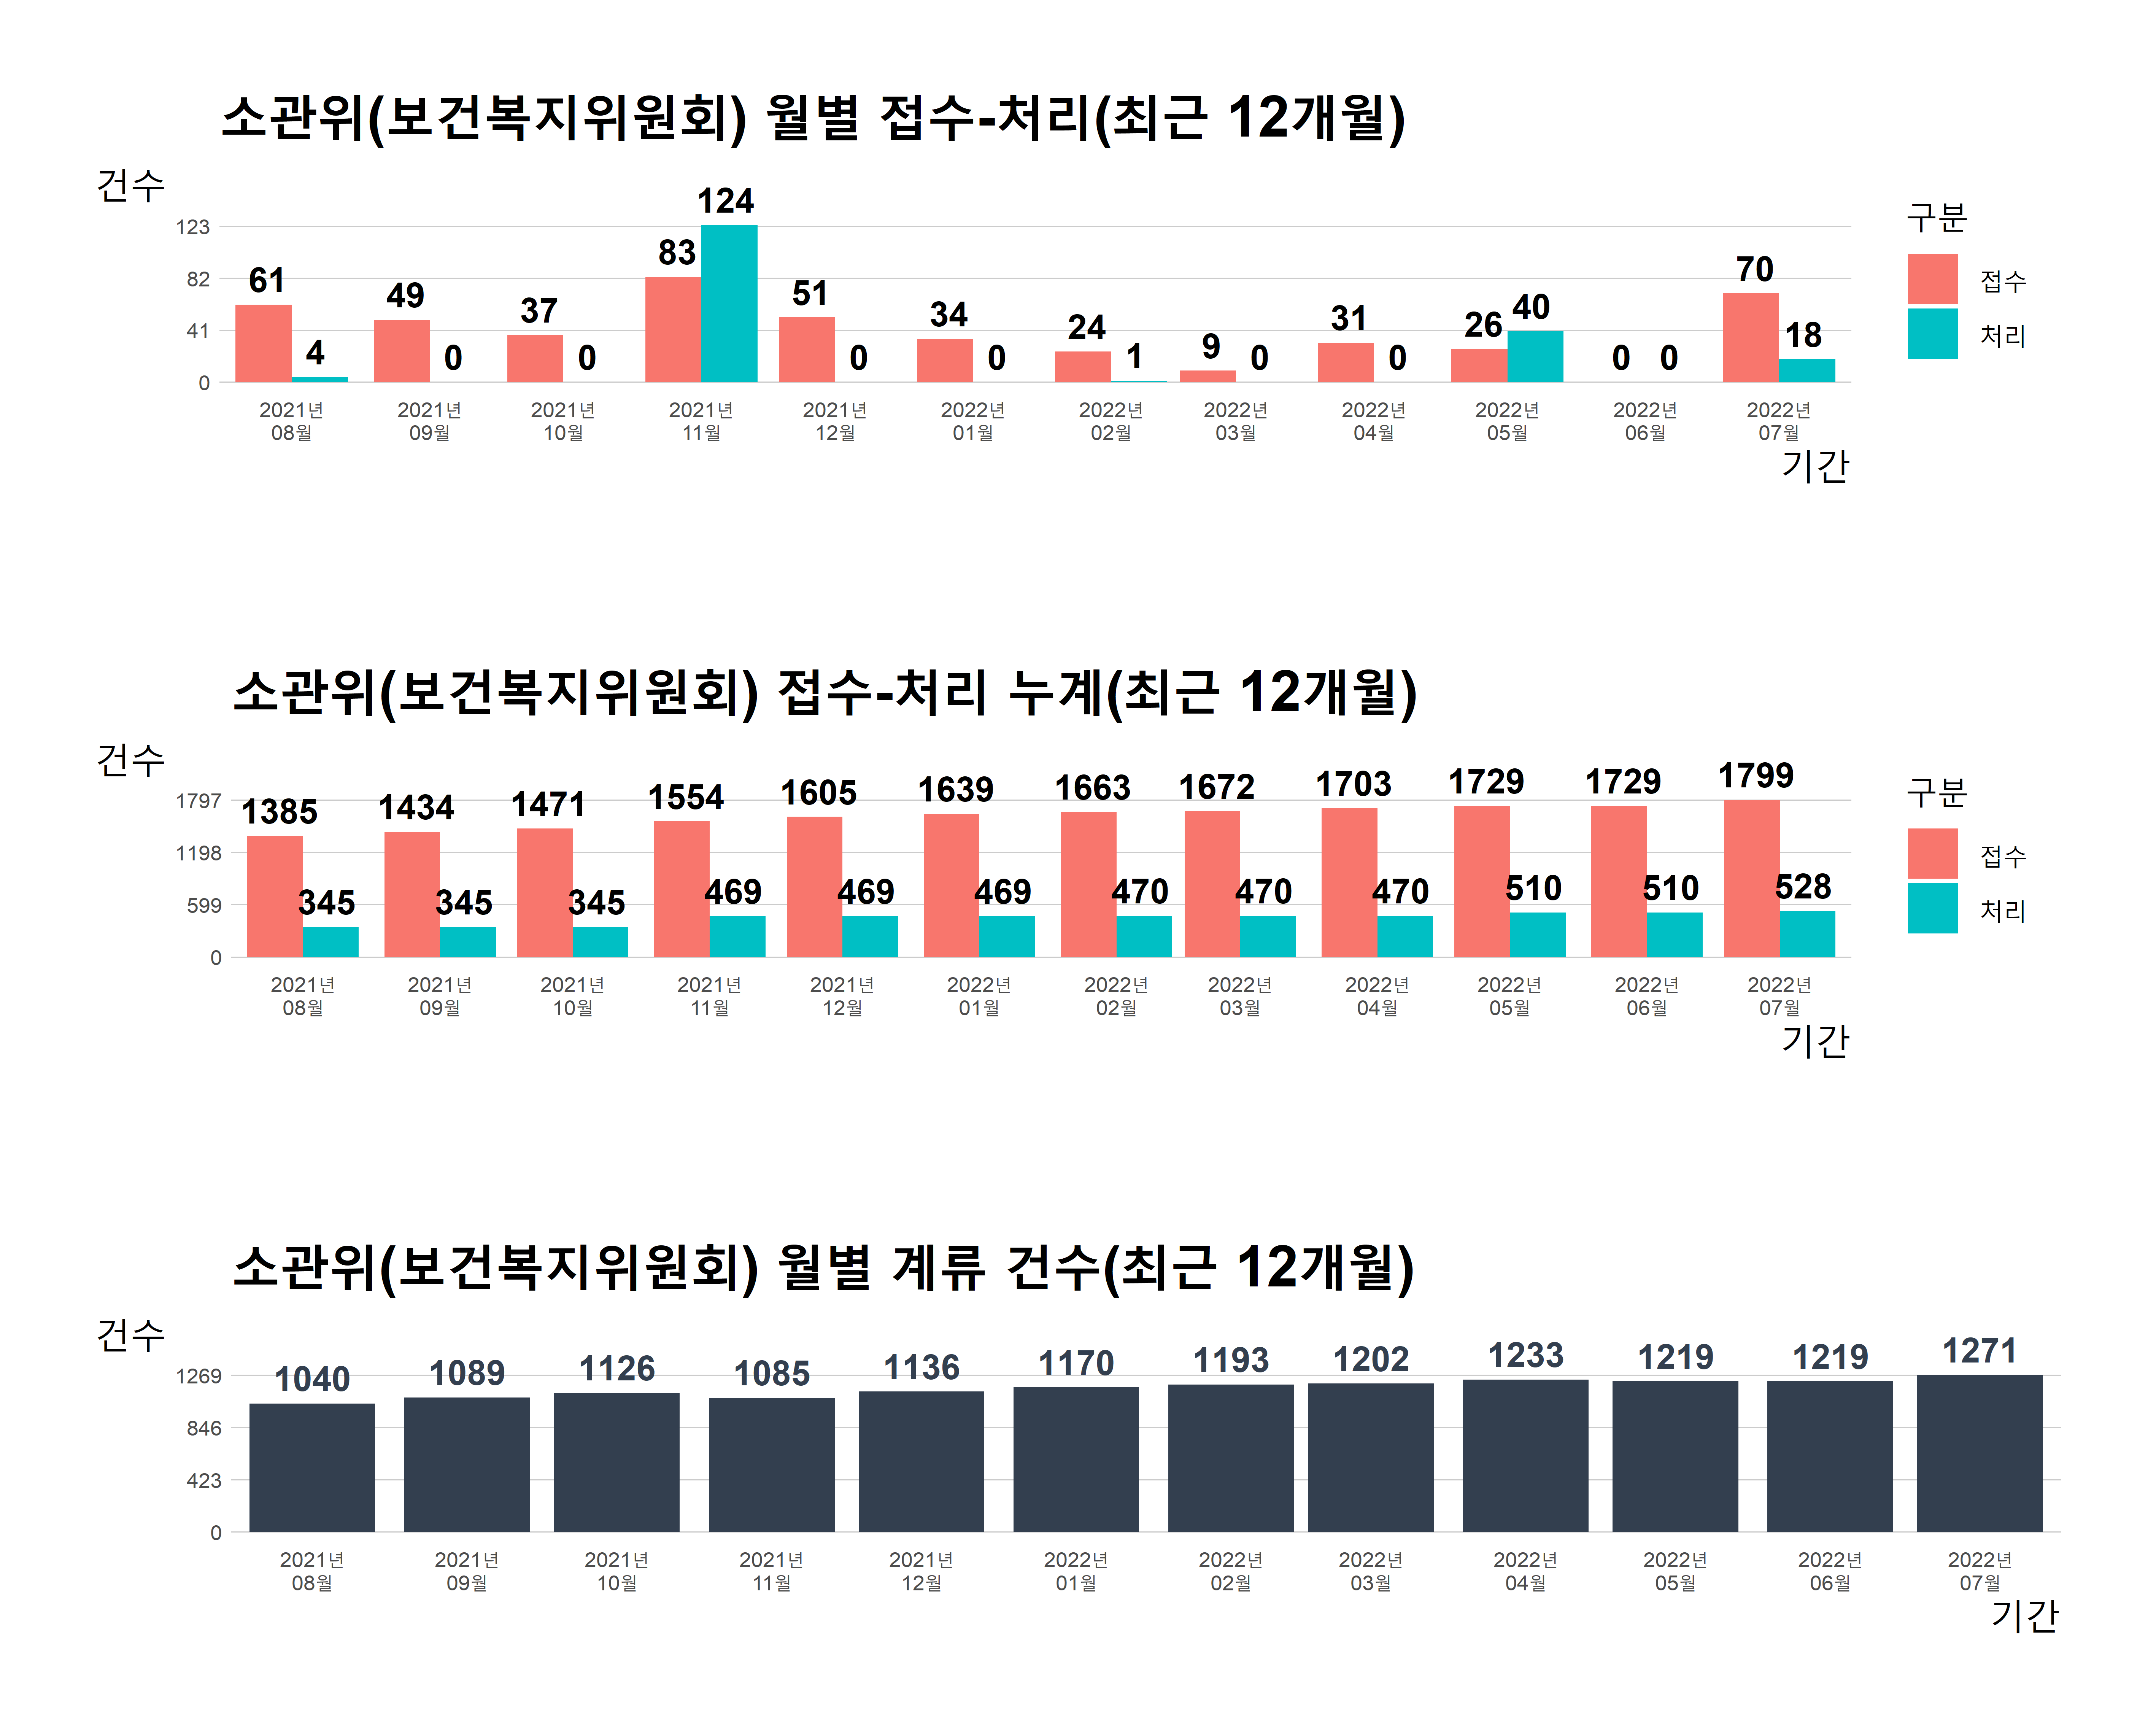 소관위(보건복지위원회) 월별 접수-처리(최근 12개월)
건수
123
82
41
0
61 4 49 0 37 0 83 124 51 0 34 0 24 1 9 0 31 0 26 40 0 0 70 18
2021년 2021년 2021년 2021년 2021년 2022년 2022년 2022년 2022년 2022년 2022년 2022년
08월 09월 10월 11월 12월 01월 02월 03월 04월 05월 06월 07월
기간
구분
접수
처리
소관위(보건복지위원회) 접수-처리 누계(최근 12개월)
건수
1797
1198
599
0
1385 1434 1471 1554 1605 1639 1663 1672 1703 1729 1729 1799
345 345 345 469 469 469 470 470 470 510 510 528
2021년 2021년 2021년 2021년 2021년 2022년 2022년 2022년 2022년 2022년 2022년 2022년
08월 09월 10월 11월 12월 01월 02월 03월 04월 05월 06월 07월
기간
구분
접수
처리
소관위(보건복지위원회) 월별 계류 건수(최근 12개월)
건수
1269
846
423
0
1040 1089 1126 1085 1136 1170 1193 1202 1233 1219 1219 1271
2021년 2021년 2021년 2021년 2021년 2022년 2022년 2022년 2022년 2022년 2022년 2022년
08월 09월 10월 11월 12월 01월 02월 03월 04월 05월 06월 07월
기간